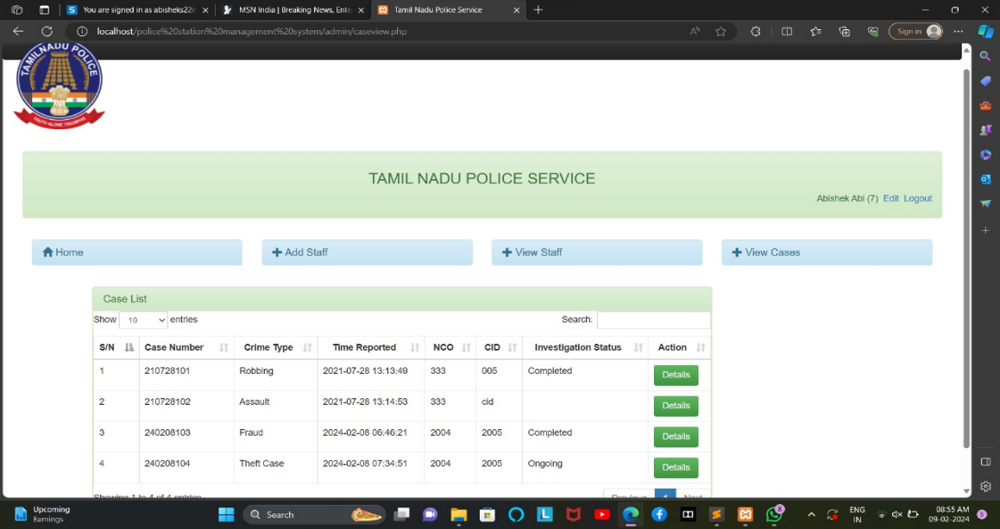 You are signed in as abisheks22it
MSN India | Breaking News, Ente
Tamil Nadu Police Service
localhost/police%20station%20management%20system/admin/caseview.php
Sign in
TAMILNADU POLICE
TRUTH ALONE TRIUMPHS
TAMIL NADU POLICE SERVICE
Abishek Abi (7) Edit Logout
Home
Add Staff
View Staff
View Cases
Case List
Show 10 entries Search:
S/N Case Number Crime Type Time Reported NCO CID Investigation Status Action
1 210728101 Robbing 2021-07-28 13:13:49 333 005 Completed Details
2 210728102 Assault 2021-07-28 13:14:53 333 cid Details
3 240208103 Fraud 2024-02-08 06:46:21 2004 2005 Completed Details
4 240208104 Theft Case 2024-02-08 07:34:51 2004 2005 Ongoing Details
Showing 1 to 4 of 4 entries Previous 1 Next
Upcoming
Earnings
Search
ENG
IN
08:55 AM
09-02-2024